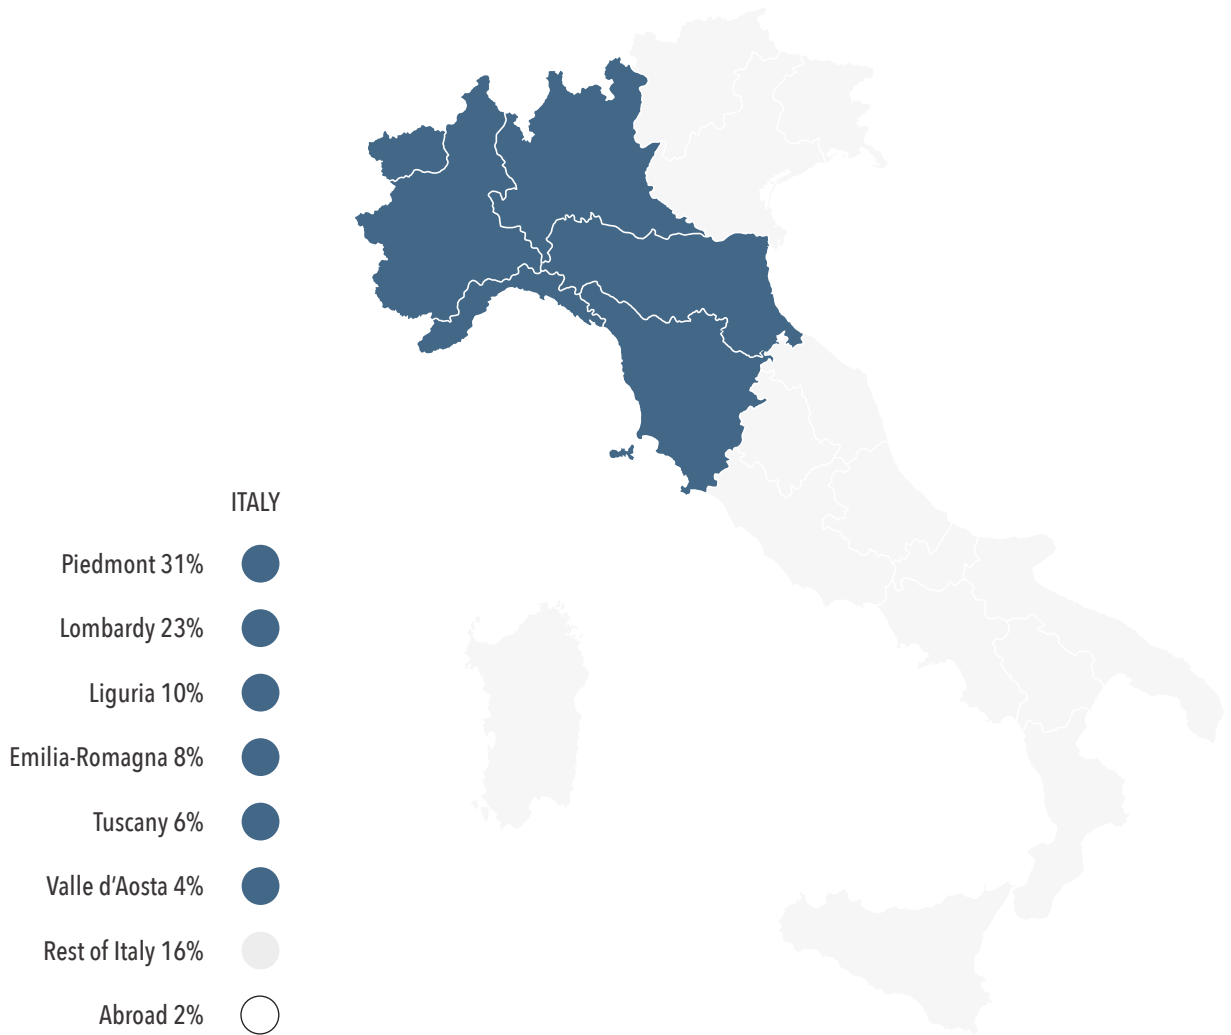 ITALY
Piedmont 31%
Lombardy 23%
Liguria 10%
Emilia-Romagna 8%
Tuscany 6%
Valle d’Aosta 4%
Rest of Italy 16%
Abroad 2%